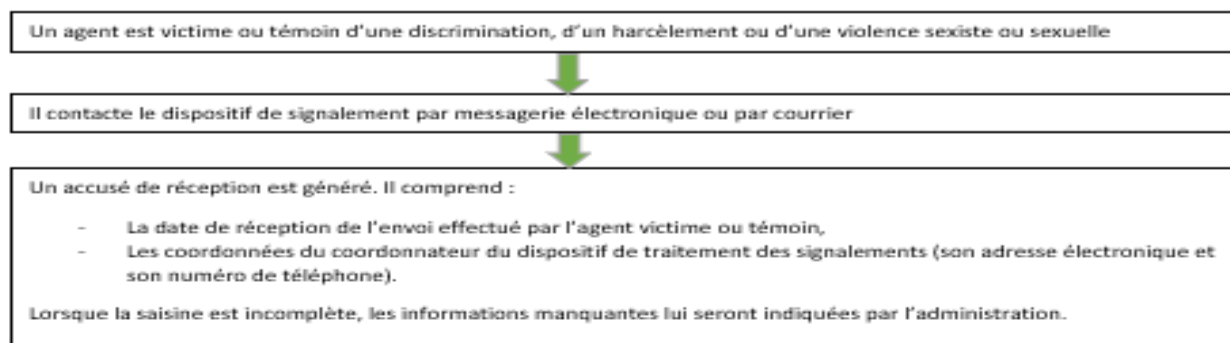 Un agent est victime ou témoin d'une discrimination, d'un harcèlement ou d'une violence sexiste ou sexuelle
Il contacte le dispositif de signalement par messagerie électronique ou par courrier
Un accusé de réception est généré. Il comprend :
- La date de réception de l'envoi effectué par l'agent victime ou témoin,
- Les coordonnées du coordonnateur du dispositif de traitement des signalements (son adresse électronique et
son numéro de téléphone).
Lorsque la saisine est incomplète, les informations manquantes lui seront indiquées par l'administration.